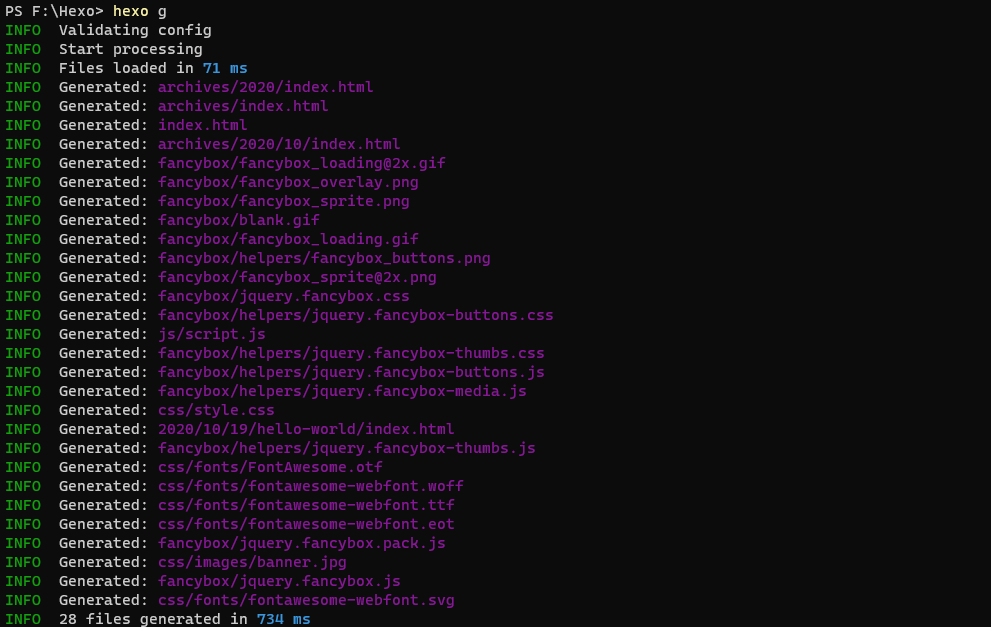 PS F:\Hexo> hexo g
INFO  Validating config
INFO  Start processing
INFO  Files loaded in 71 ms
INFO  Generated: archives/2020/index.html
INFO  Generated: archives/index.html
INFO  Generated: index.html
INFO  Generated: archives/2020/10/index.html
INFO  Generated: fancybox/fancybox_loading@2x.gif
INFO  Generated: fancybox/fancybox_overlay.png
INFO  Generated: fancybox/fancybox_sprite.png
INFO  Generated: fancybox/blank.gif
INFO  Generated: fancybox/fancybox_loading.gif
INFO  Generated: fancybox/helpers/fancybox_buttons.png
INFO  Generated: fancybox/fancybox_sprite@2x.png
INFO  Generated: fancybox/jquery.fancybox.css
INFO  Generated: fancybox/helpers/jquery.fancybox-buttons.css
INFO  Generated: js/script.js
INFO  Generated: fancybox/helpers/jquery.fancybox-thumbs.css
INFO  Generated: fancybox/helpers/jquery.fancybox-buttons.js
INFO  Generated: fancybox/helpers/jquery.fancybox-media.js
INFO  Generated: css/style.css
INFO  Generated: 2020/10/19/hello-world/index.html
INFO  Generated: fancybox/helpers/jquery.fancybox-thumbs.js
INFO  Generated: css/fonts/FontAwesome.otf
INFO  Generated: css/fonts/fontawesome-webfont.woff
INFO  Generated: css/fonts/fontawesome-webfont.ttf
INFO  Generated: css/fonts/fontawesome-webfont.eot
INFO  Generated: fancybox/jquery.fancybox.pack.js
INFO  Generated: css/images/banner.jpg
INFO  Generated: fancybox/jquery.fancybox.js
INFO  Generated: css/fonts/fontawesome-webfont.svg
INFO  28 files generated in 734 ms